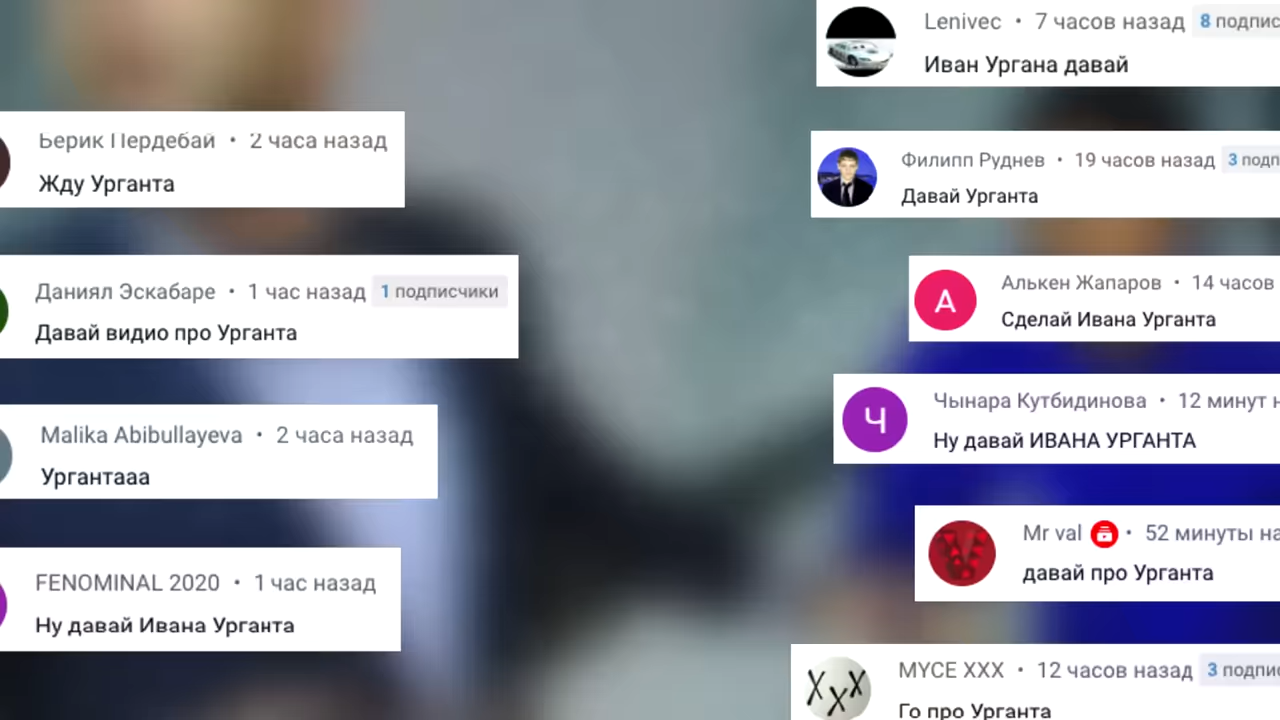 Берик Пердебай • 2 часа назад
Жду Урганта
Даниял Эскабаре • 1 час назад 1 подписчики
Давай видио про Урганта
Malika Abibullayeva • 2 часа назад
Ургантааа
FENOMINAL 2020 • 1 час назад
Ну давай Ивана Урганта
Lenivec • 7 часов назад 8 подпис
Иван Ургана давай
Филипп Руднев • 19 часов назад 3 подп
Давай Урганта
А
Алькен Жапаров • 14 часов
Сделай Ивана Урганта
Ч
Чынара Кутбидинова • 12 минут н
Ну давай ИВАНА УРГАНТА
Mr val • 52 минуты на
давай про Урганта
XXX
MYCE XXX • 12 часов назад 3 подпис
Го про Урганта